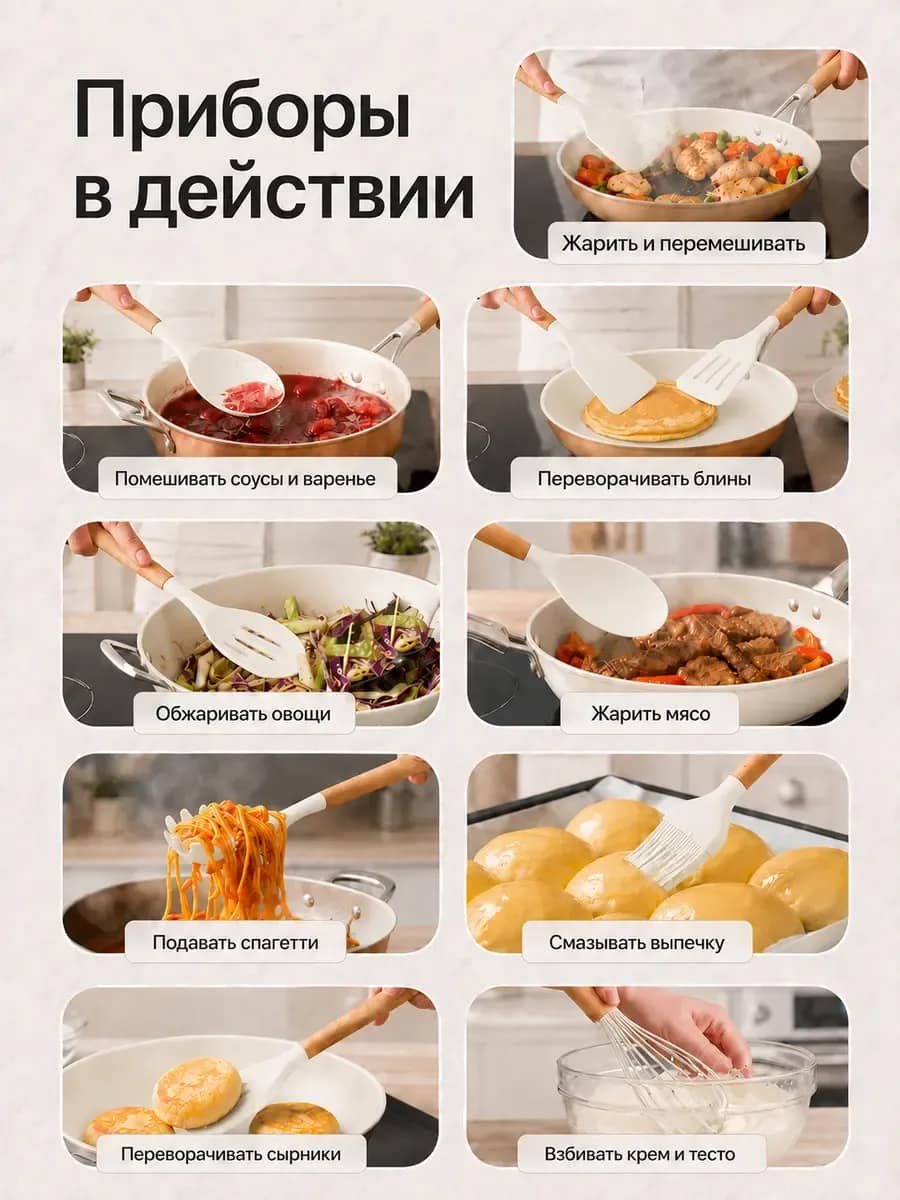 Приборы
в действии
Жарить и перемешивать
Помешивать соусы и варенье
Переворачивать блины
Обжаривать овощи
Жарить мясо
Подавать спагетти
Смазывать выпечку
Переворачивать сырники
Взбивать крем и тесто